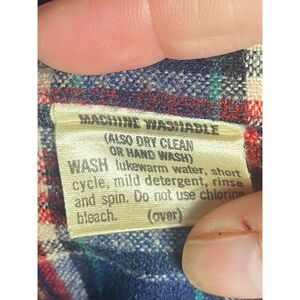 MACHINE WASHABLE
(ALSO DRY CLEAN
OR HAND WASH)
WASH lukewarm water, short
cycle, mild detergent, rinse
and spin. Do not use chlorine
bleach. (over)